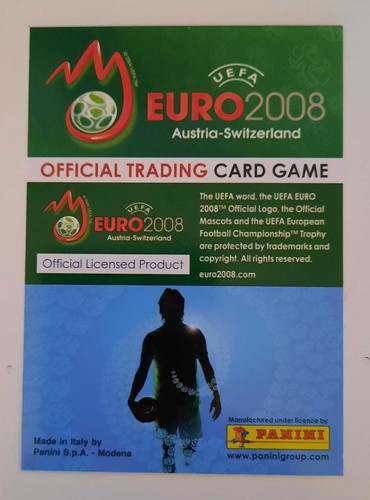 UEFA
EURO2008
Austria-Switzerland
OFFICIAL TRADING CARD GAME
UEFA
EURO2008
Austria-Switzerland
Official Licensed Product
The UEFA word, the UEFA EURO
2008™ Official Logo, the Official
Mascots and the UEFA European
Football Championship™ Trophy
are protected by trademarks and
copyright. All rights reserved.
euro2008.com
Made in Italy by
Panini S.p.A. - Modena
Manufactured under licence by
PANINI
www.paninigroup.com